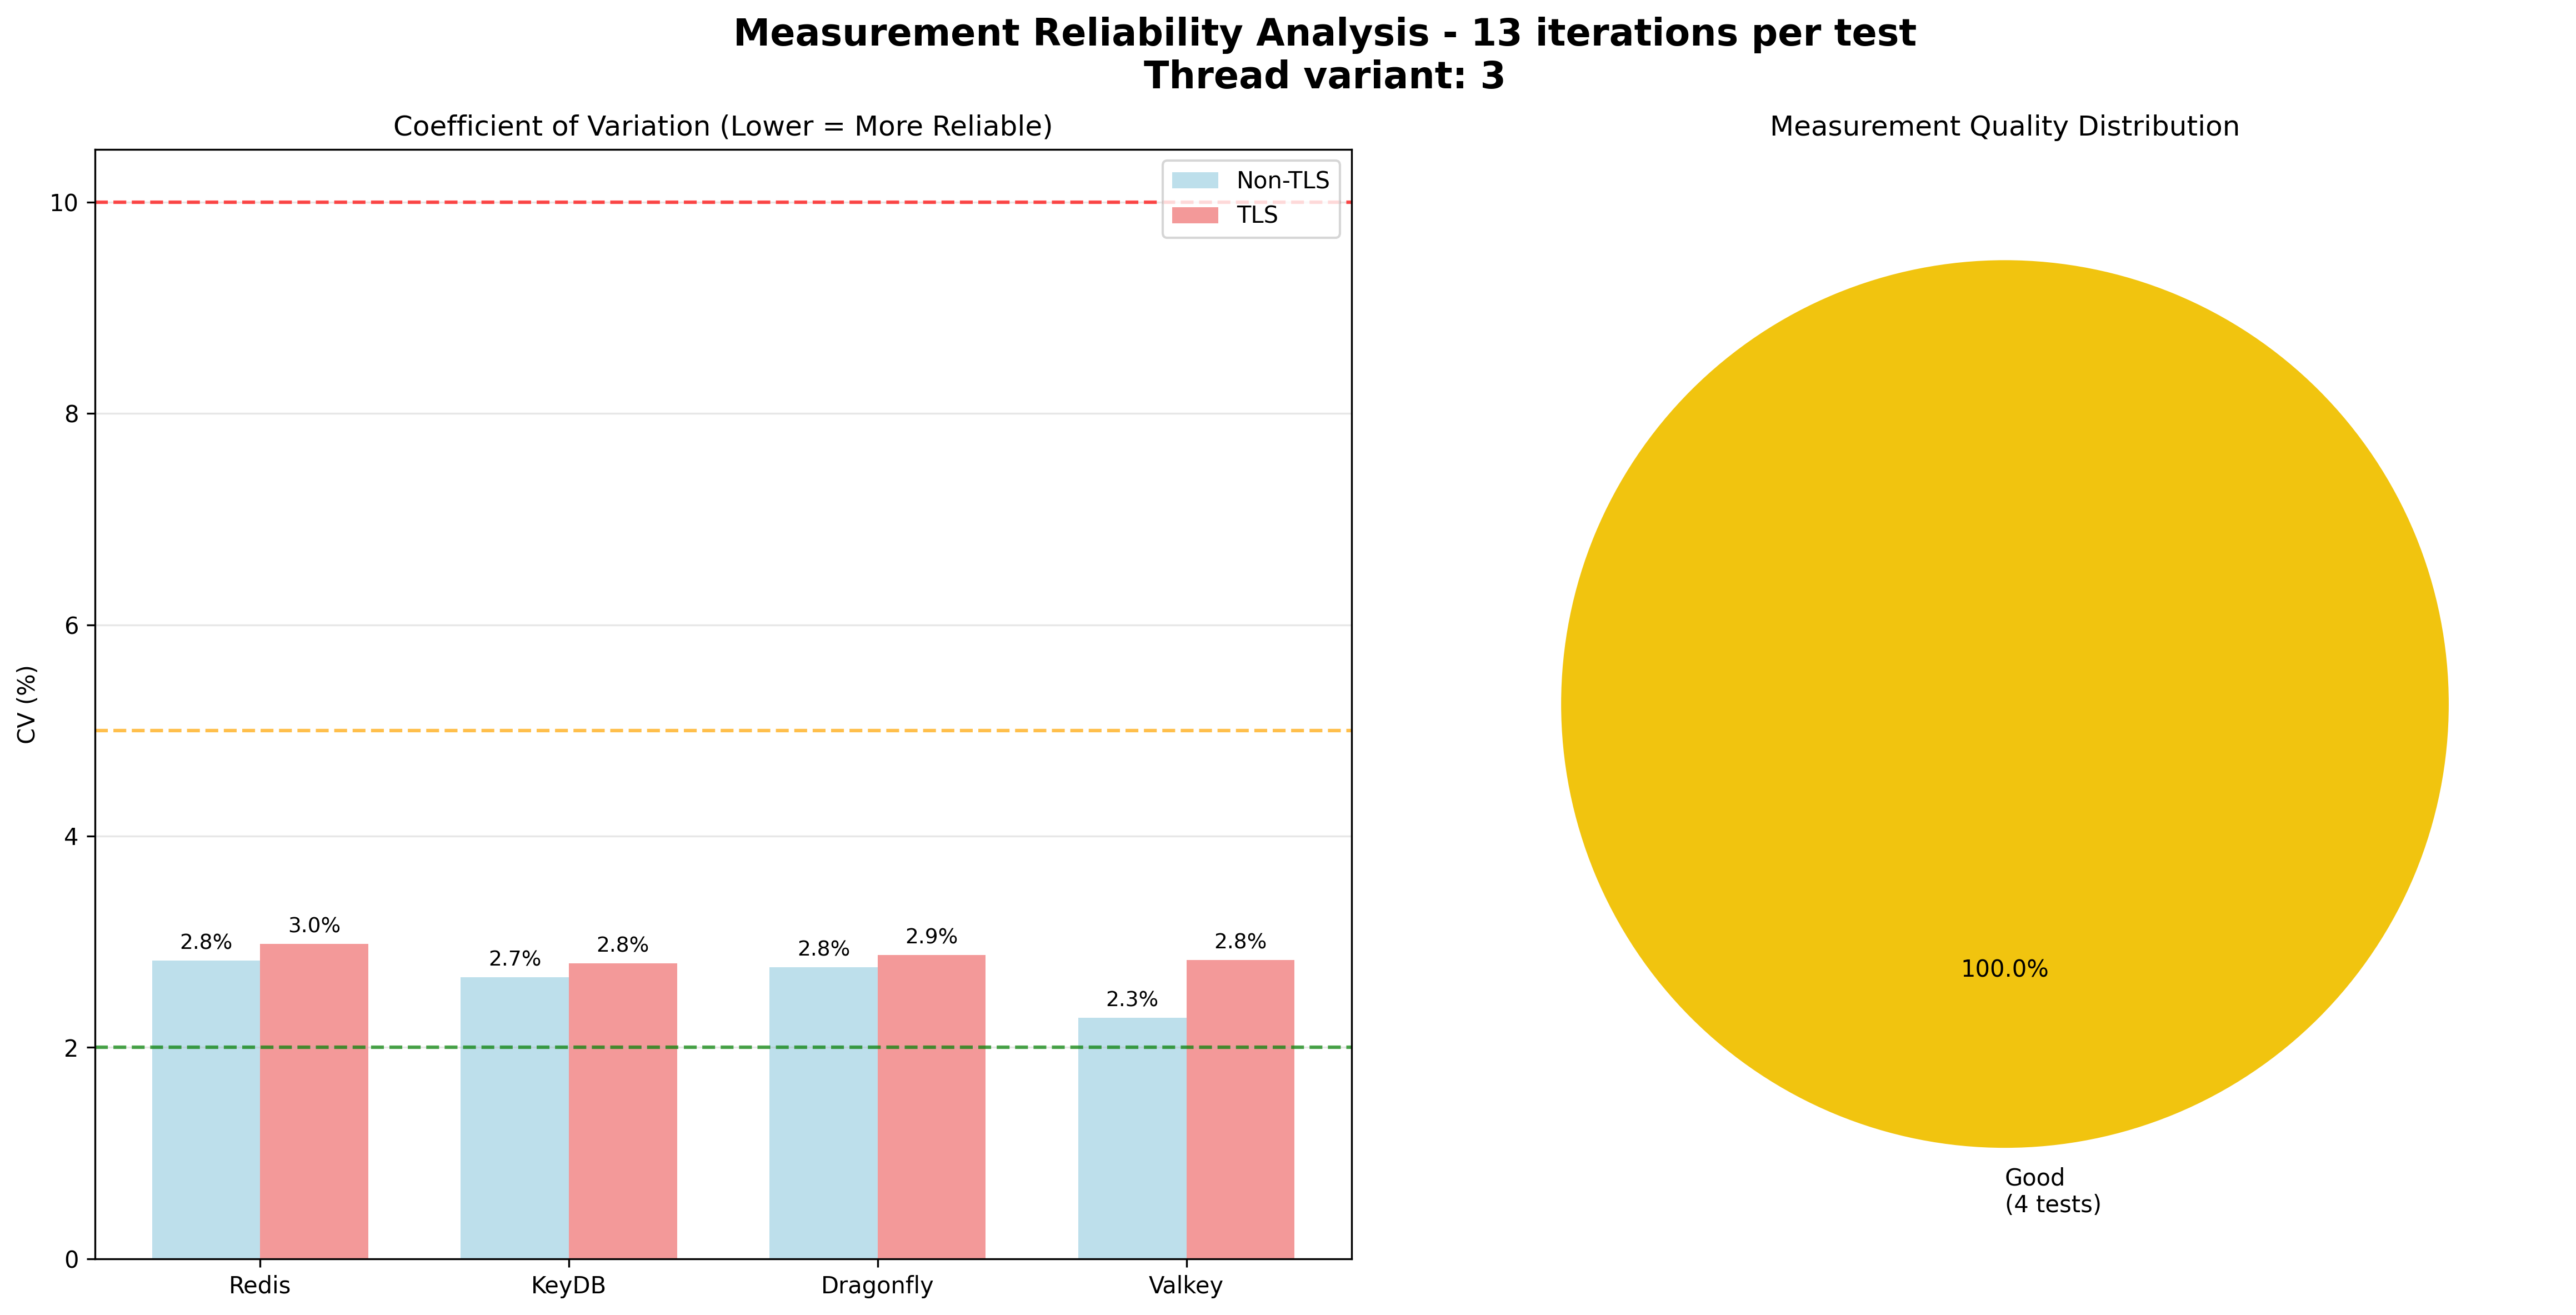 Measurement Reliability Analysis - 13 iterations per test
Thread variant: 3
Coefficient of Variation (Lower = More Reliable)
Non-TLS
TLS
CV (%)
10
8
6
4
2
0
2.8%
3.0%
2.7%
2.8%
2.8%
2.9%
2.3%
2.8%
Redis
KeyDB
Dragonfly
Valkey
Measurement Quality Distribution
100.0%
Good
(4 tests)